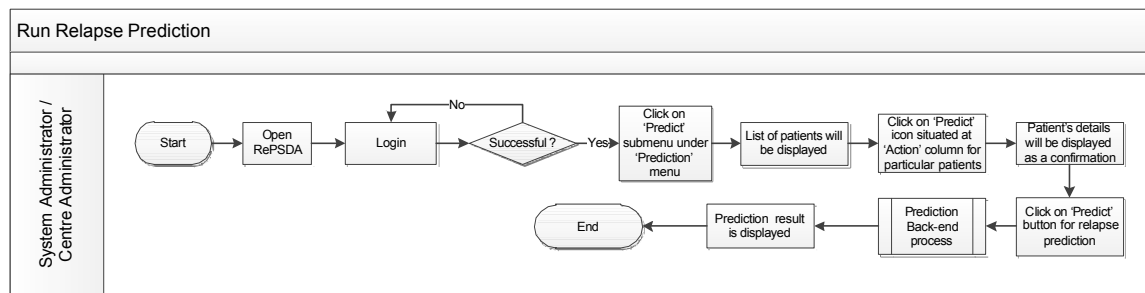 Run Relapse Prediction
System Administrator /
Centre Administrator
Start
Open
RePSDA
Login
No
Successful ?
Yes
Click on
‘Predict’
submenu under
‘Prediction’
menu
List of patients will
be displayed
Click on ‘Predict’
icon situated at
‘Action’ column for
particular patients
Patient’s details
will be displayed
as a confirmation
Click on ‘Predict’
button for relapse
prediction
Prediction
Back-end
process
Prediction result
is displayed
End